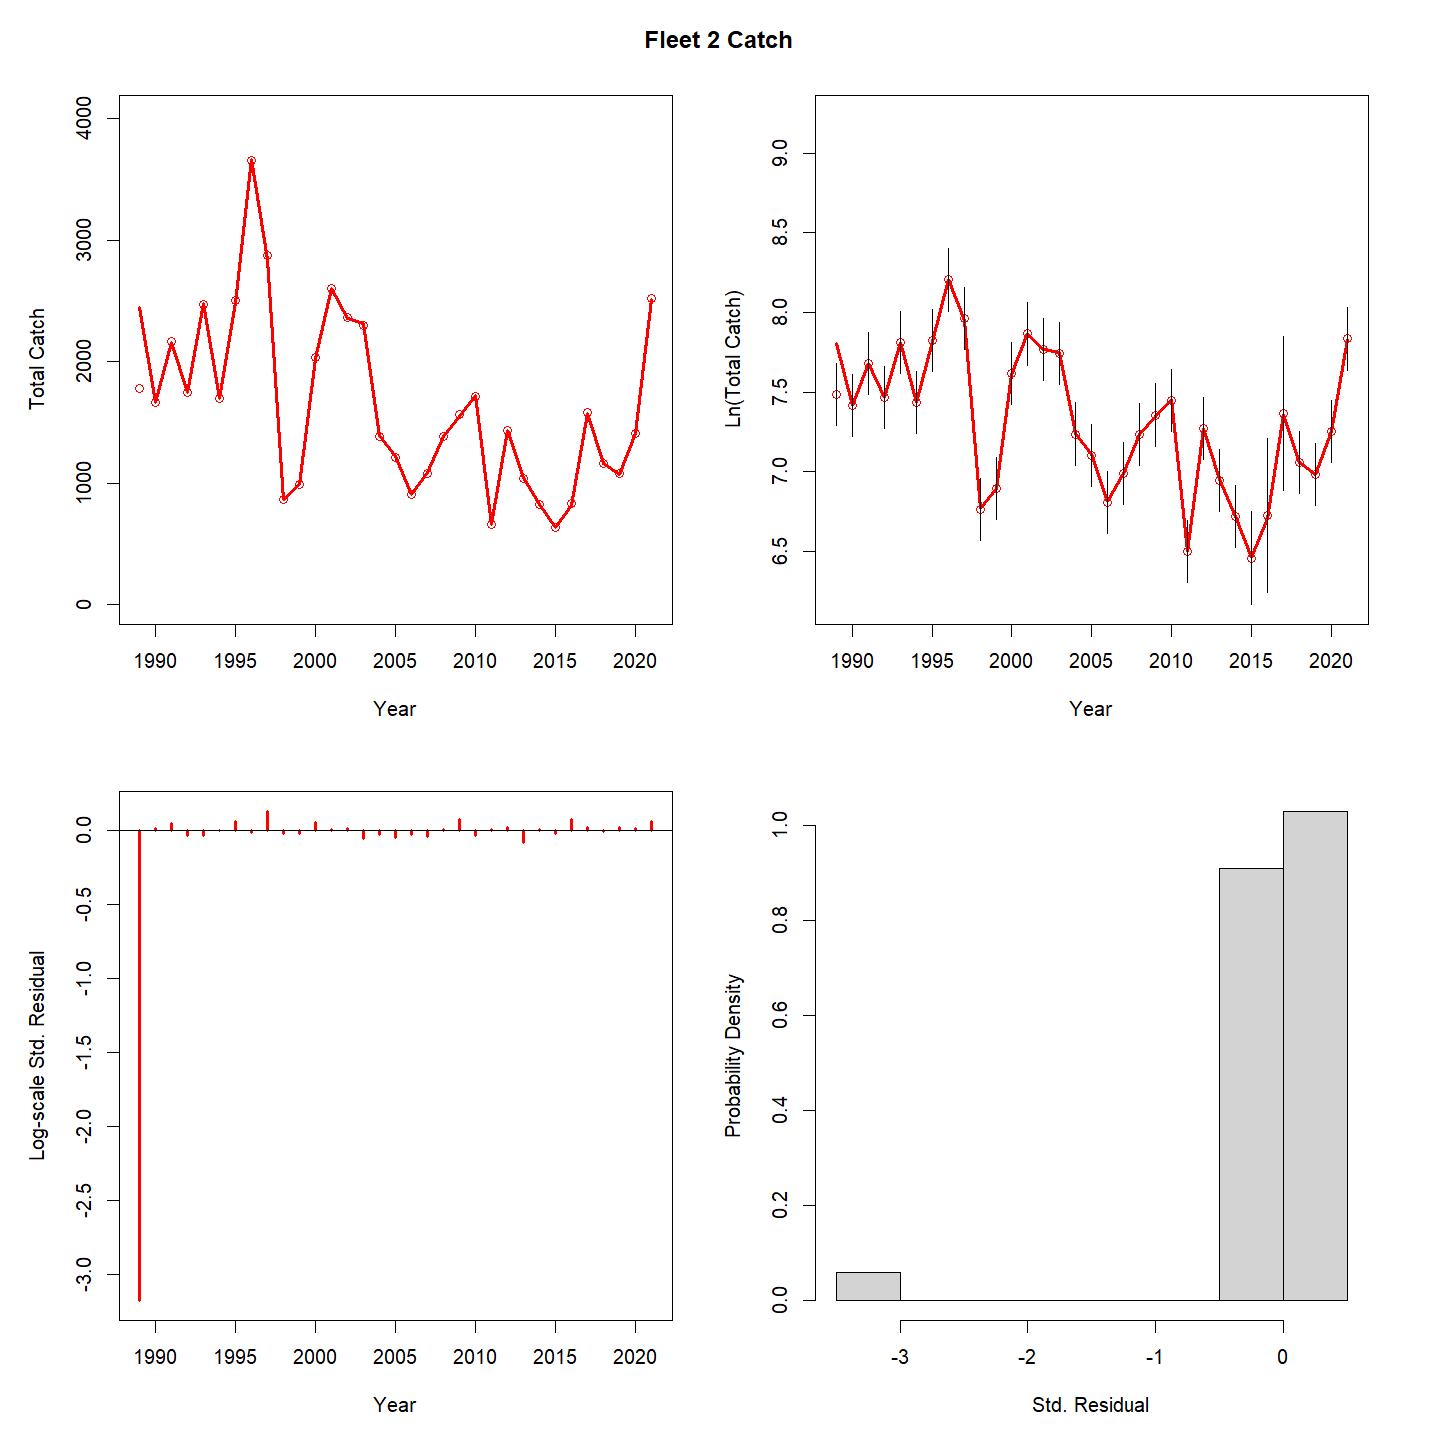 Fleet 2 Catch
Total Catch
4000
3000
2000
1000
0
1990 1995 2000 2005 2010 2015 2020
Year
Ln(Total Catch)
9.0
8.5
8.0
7.5
7.0
6.5
1990 1995 2000 2005 2010 2015 2020
Year
Log-scale Std. Residual
0.0
-0.5
-1.0
-1.5
-2.0
-2.5
-3.0
1990 1995 2000 2005 2010 2015 2020
Year
Probability Density
1.0
0.8
0.6
0.4
0.2
0.0
-3 -2 -1 0
Std. Residual